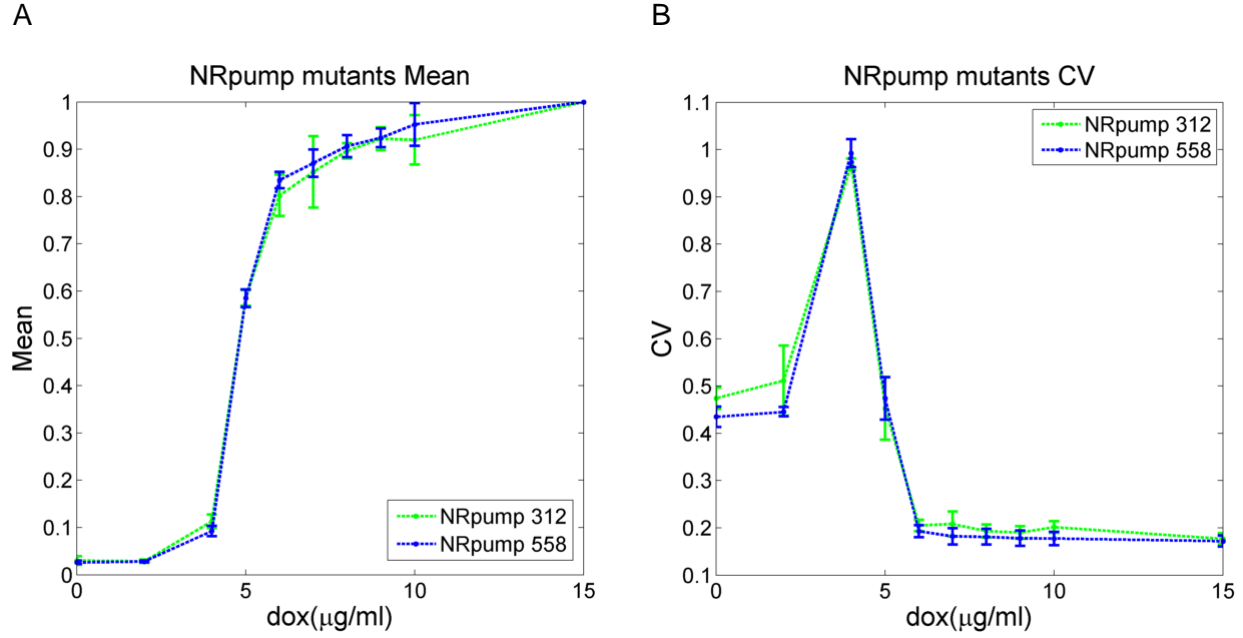 A
B
NRpump mutants Mean
1
0.9
0.8
0.7
0.6
0.5
0.4
0.3
0.2
0.1
0
Mean
0
5
10
15
dox(μg/ml)
NRpump 312
NRpump 558
NRpump mutants CV
1.1
1
0.9
0.8
0.7
0.6
0.5
0.4
0.3
0.2
0.1
CV
0
5
10
15
dox(μg/ml)
NRpump 312
NRpump 558